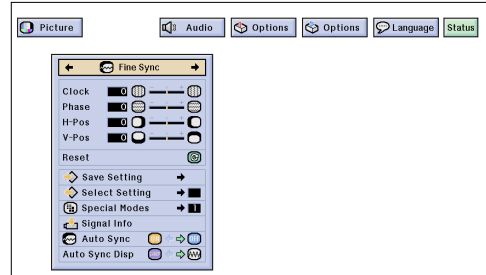 Picture Audio Options Options Language Status
Fine Sync
Clock 0
Phase 0
H-Pos 0
V-Pos 0
Reset
Save Setting
Select Setting
Special Modes 1
Signal Info
Auto Sync
Auto Sync Disp